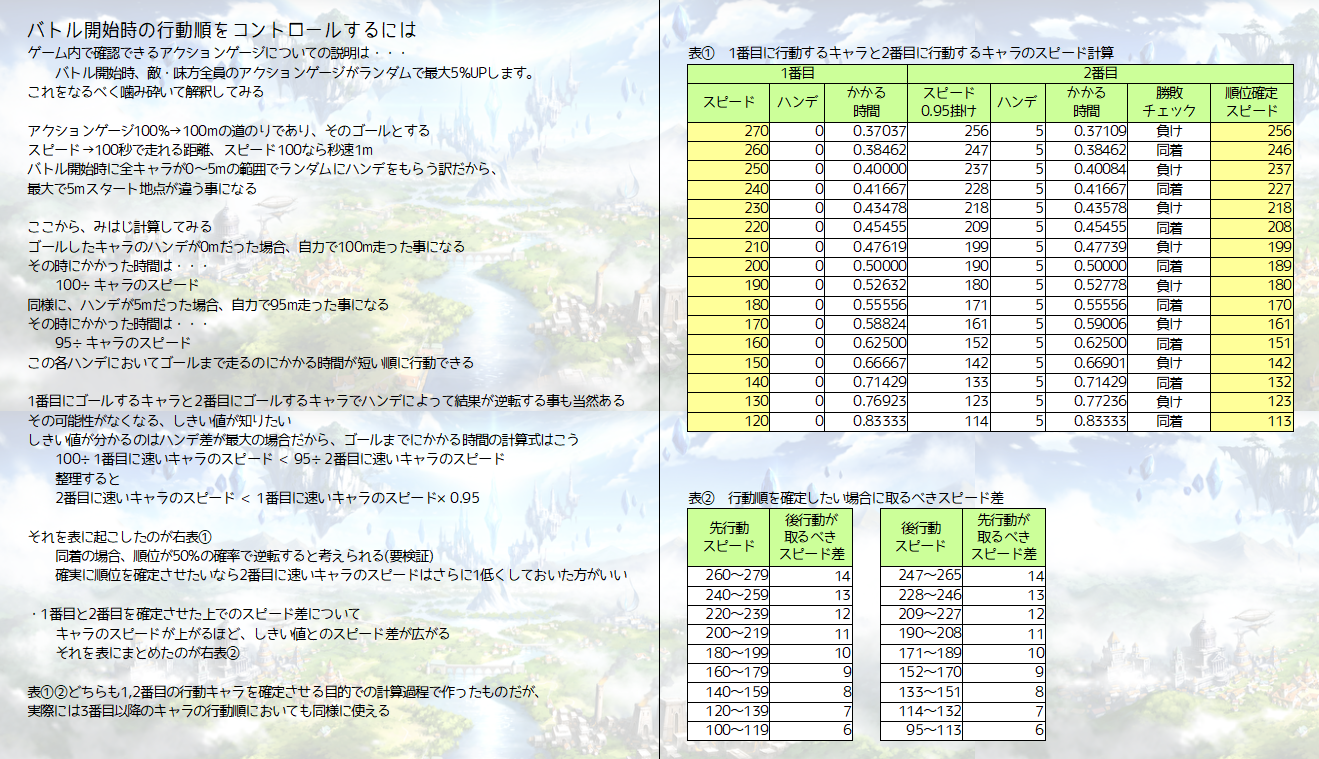 バトル開始時の行動順をコントロールするには
ゲーム内で確認できるアクションゲージについての説明は・・・
バトル開始時、敵・味方全員のアクションゲージがランダムで最大5%UPします。
これをなるべく噛み砕いて解釈してみる
アクションゲージ100%→100mの道のりであり、そのゴールとする
スピード→100秒で走れる距離、スピード100なら秒速1m
バトル開始時に全キャラが0～5mの範囲でランダムにハンデをもらう訳だから、
最大で5mスタート地点が違う事になる
ここから、みはじ計算してみる
ゴールしたキャラのハンデが0mだった場合、自力で100m走った事になる
その時にかかった時間は・・・
100÷キャラのスピード
同様に、ハンデが5mだった場合、自力で95m走った事になる
その時にかかった時間は・・・
95÷キャラのスピード
この各ハンデにおいてゴールまで走るのにかかる時間が短い順に行動できる
1番目にゴールするキャラと2番目にゴールするキャラでハンデによって結果が逆転する事も当然ある
その可能性がなくなる、しきい値が知りたい
しきい値が分かるのはハンデ差が最大の場合だから、ゴールまでにかかる時間の計算式はこう
100÷1番目に速いキャラのスピード ＜ 95÷2番目に速いキャラのスピード
整理すると
2番目に速いキャラのスピード ＜ 1番目に速いキャラのスピード×0.95
それを表に起こしたのが右表①
同着の場合、順位が50%の確率で逆転すると考えられる(要検証)
確実に順位を確定させたいなら2番目に速いキャラのスピードはさらに1低くしておいた方がいい
・1番目と2番目を確定させた上でのスピード差について
キャラのスピードが上がるほど、しきい値とのスピード差が広がる
それを表にまとめたのが右表②
表①②どちらも1,2番目の行動キャラを確定させる目的での計算過程で作ったものだが、
実際には3番目以降のキャラの行動順においても同様に使える
表① 1番目に行動するキャラと2番目に行動するキャラのスピード計算
1番目 2番目
スピード ハンデ かかる時間 スピード0.95掛け ハンデ かかる時間 勝敗チェック 順位確定スピード
270 0 0.37037 256 5 0.37109 負け 256
260 0 0.38462 247 5 0.38462 同着 246
250 0 0.40000 237 5 0.40084 負け 237
240 0 0.41667 228 5 0.41667 同着 227
230 0 0.43478 218 5 0.43578 負け 218
220 0 0.45455 209 5 0.45455 同着 208
210 0 0.47619 199 5 0.47739 負け 199
200 0 0.50000 190 5 0.50000 同着 189
190 0 0.52632 180 5 0.52778 負け 180
180 0 0.55556 171 5 0.55556 同着 170
170 0 0.58824 161 5 0.59006 負け 161
160 0 0.62500 152 5 0.62500 同着 151
150 0 0.66667 142 5 0.66901 負け 142
140 0 0.71429 133 5 0.71429 同着 132
130 0 0.76923 123 5 0.77236 負け 123
120 0 0.83333 114 5 0.83333 同着 113
表② 行動順を確定したい場合に取るべきスピード差
先行動スピード 後行動が取るべきスピード差
260～279 14
240～259 13
220～239 12
200～219 11
180～199 10
160～179 9
140～159 8
120～139 7
100～119 6
後行動スピード 先行動が取るべきスピード差
247～265 14
228～246 13
209～227 12
190～208 11
171～189 10
152～170 9
133～151 8
114～132 7
95～113 6